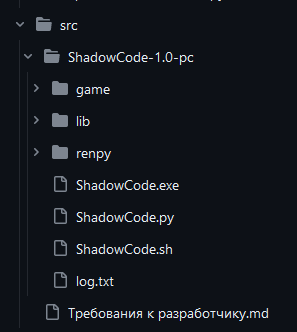 src
ShadowCode-1.0-pc
game
lib
renpy
ShadowCode.exe
ShadowCode.py
ShadowCode.sh
log.txt
Требования к разработчику.md